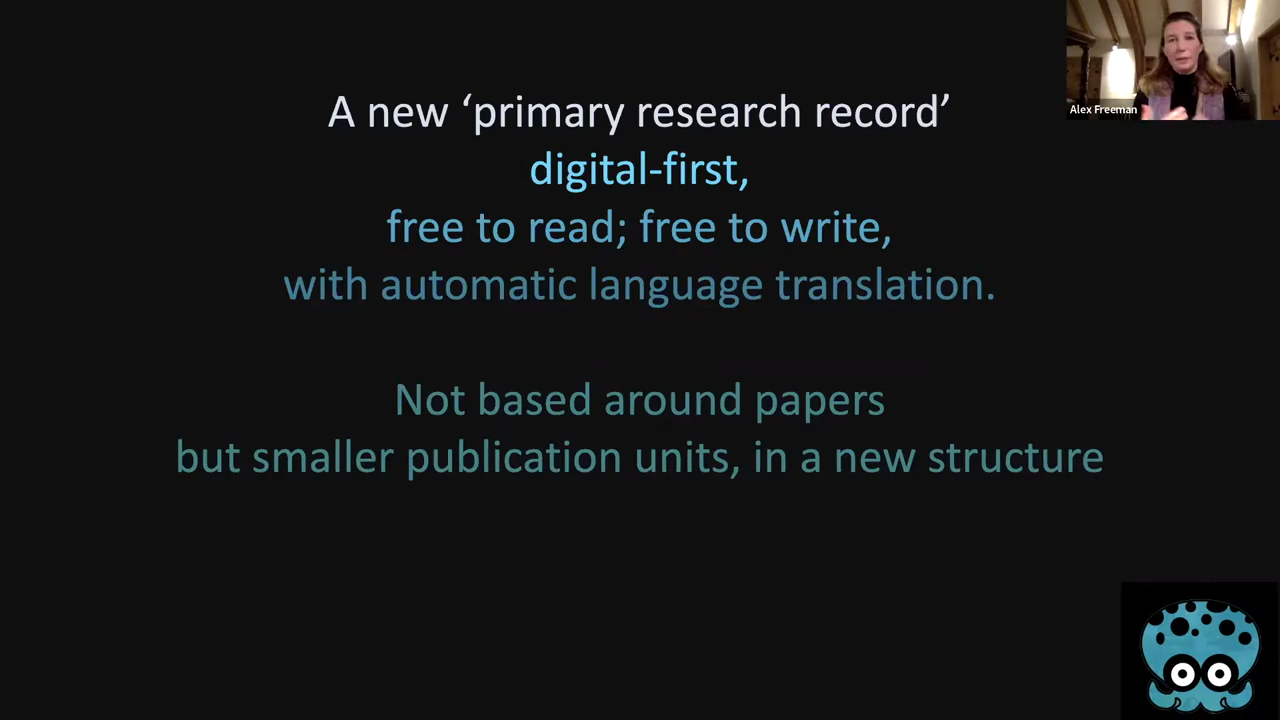 A new ‘primary research record’
digital-first,
free to read; free to write,
with automatic language translation.
Not based around papers
but smaller publication units, in a new structure
Alex Freeman